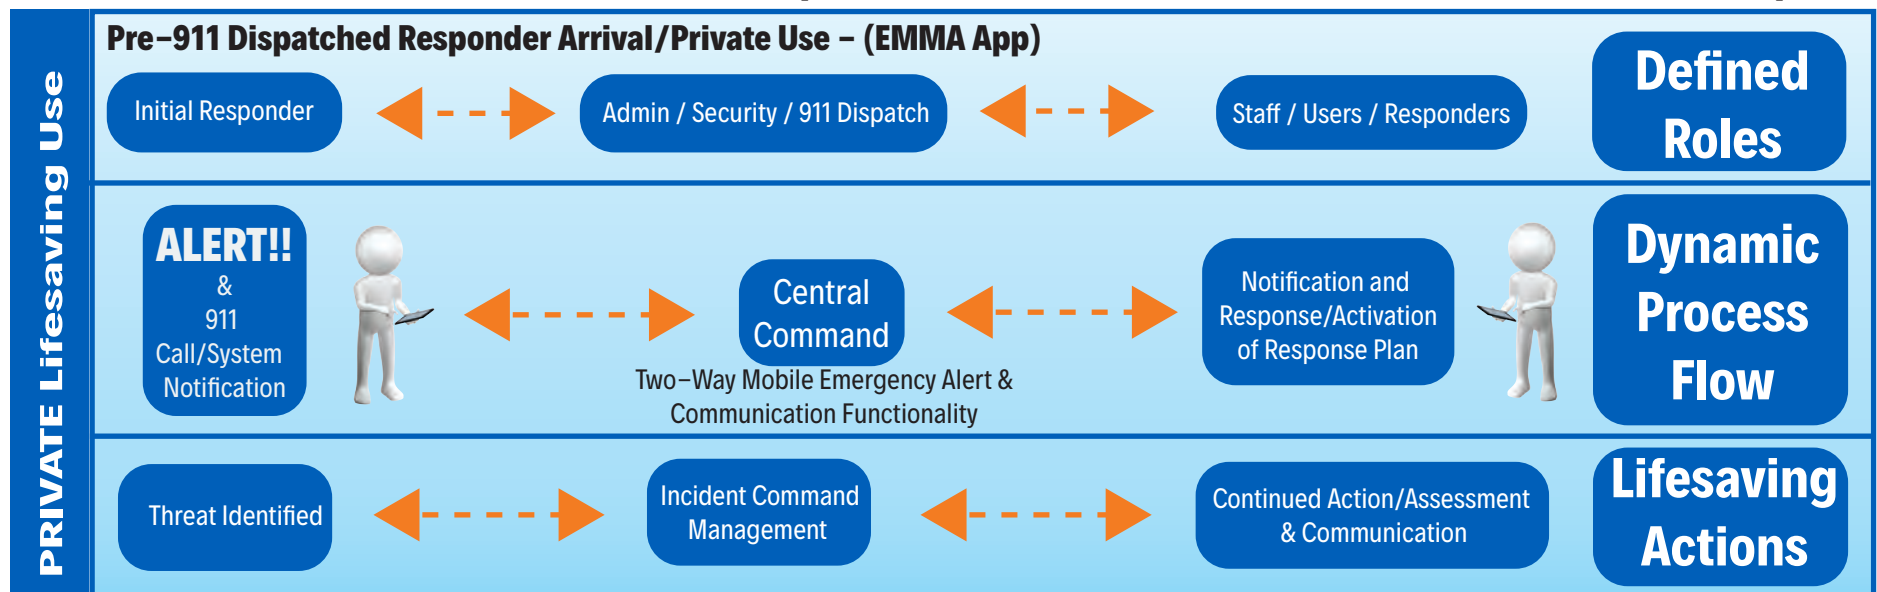 PRIVATE Lifesaving Use
Pre-911 Dispatched Responder Arrival/Private Use - (EMMA App)
Initial Responder
Admin / Security / 911 Dispatch
Staff / Users / Responders
Defined
Roles
ALERT!!
&
911
Call/System
Notification
Central
Command
Two-Way Mobile Emergency Alert &
Communication Functionality
Notification and
Response/Activation
of Response Plan
Dynamic
Process
Flow
Threat Identified
Incident Command
Management
Continued Action/Assessment
& Communication
Lifesaving
Actions